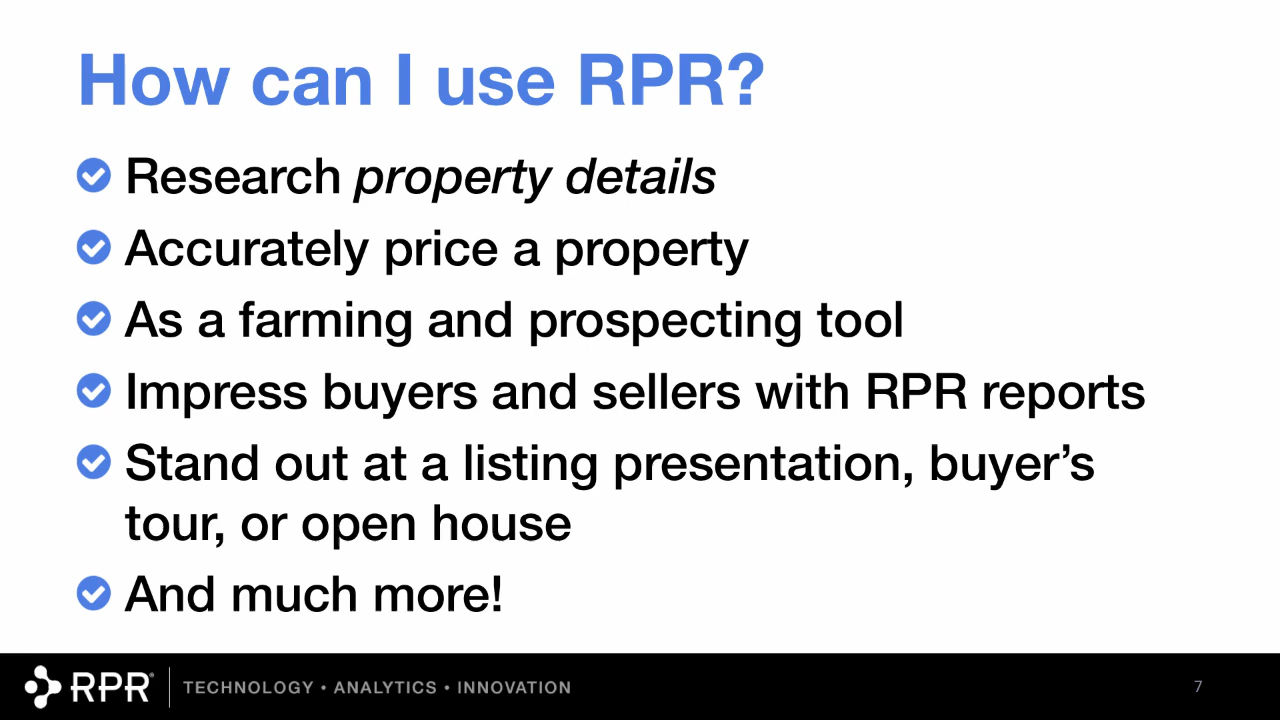 How can I use RPR?
Research property details
Accurately price a property
As a farming and prospecting tool
Impress buyers and sellers with RPR reports
Stand out at a listing presentation, buyer’s
tour, or open house
And much more!
RPR® TECHNOLOGY • ANALYTICS • INNOVATION 7